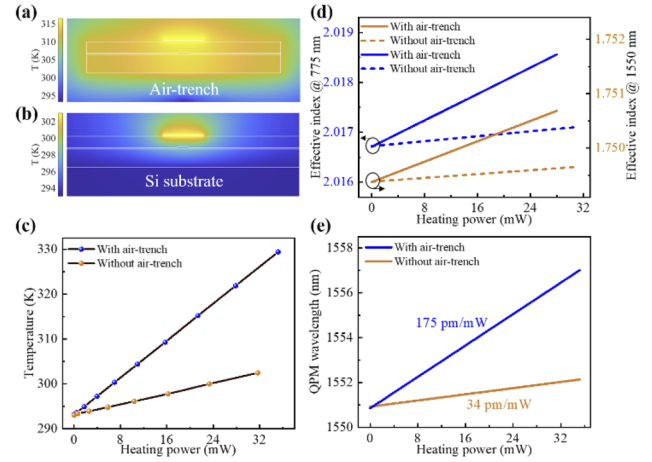 (a)
315
310
305
300
295
T (K)
Air-trench
(b)
302
300
298
296
294
T (K)
Si substrate
(c)
330
320
310
300
290
Temperature (K)
With air-trench
Without air-trench
0 8 16 24 32
Heating power (mW)
(d)
2.019
2.018
2.017
2.016
Effective index @ 775 nm
With air-trench
Without air-trench
With air-trench
Without air-trench
1.752
1.751
1.750
Effective index @ 1550 nm
0 8 16 24 32
Heating power (mW)
(e)
1558
1556
1554
1552
1550
QPM wavelength (nm)
With air-trench
Without air-trench
175 pm/mW
34 pm/mW
0 8 16 24 32
Heating power (mW)